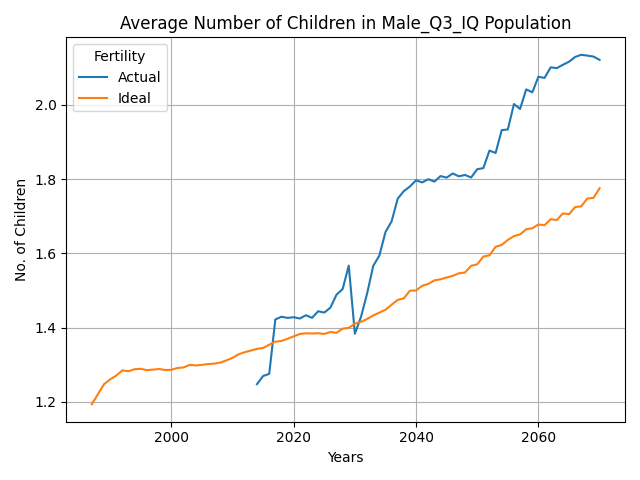 Average Number of Children in Male_Q3_IQ Population
Fertility
Actual
Ideal
No. of Children
2.0
1.8
1.6
1.4
1.2
2000
2020
2040
2060
Years